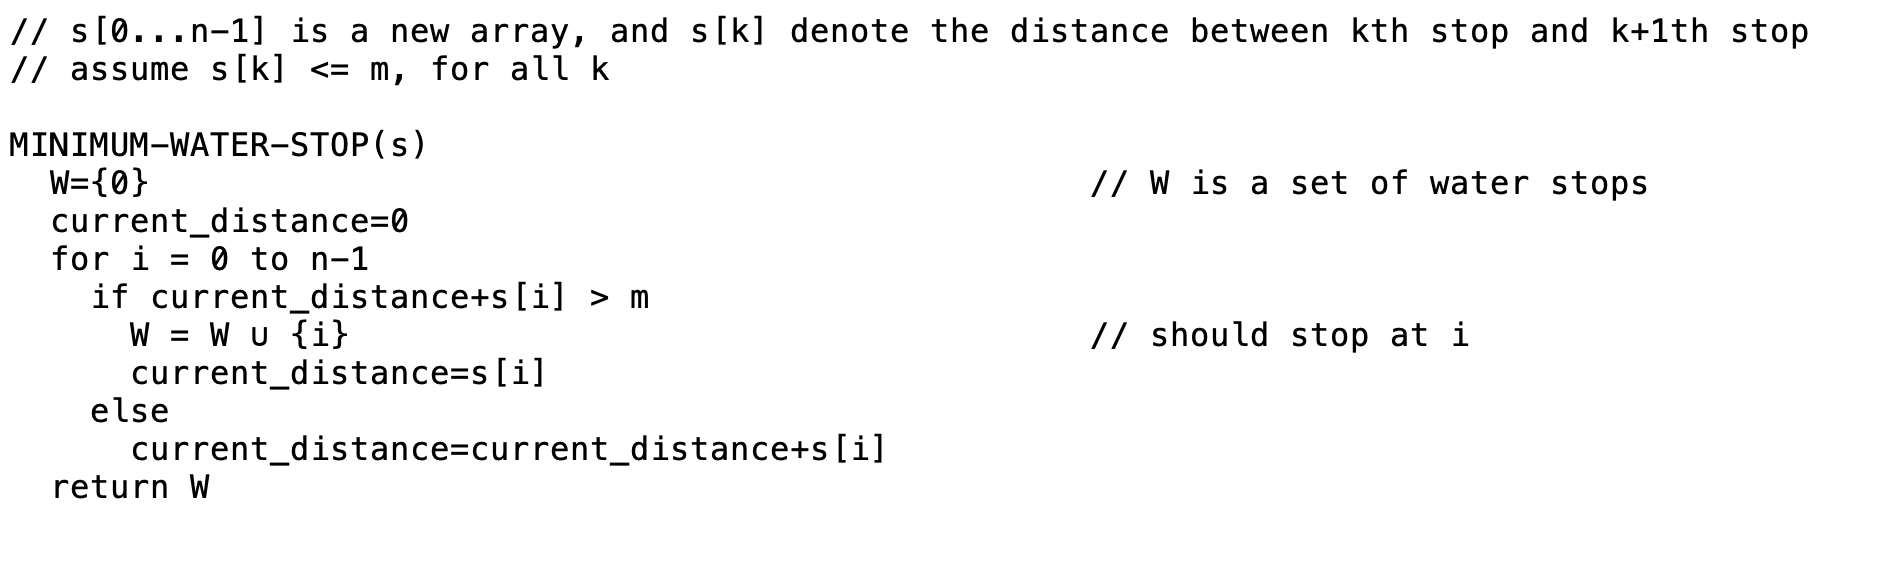 // s[0...n-1] is a new array, and s[k] denote the distance between kth stop and k+1th stop
// assume s[k] <= m, for all k
MINIMUM-WATER-STOP(s)
W={0} // W is a set of water stops
current_distance=0
for i = 0 to n-1
if current_distance+s[i] > m
W = W ∪ {i} // should stop at i
current_distance=s[i]
else
current_distance=current_distance+s[i]
return W